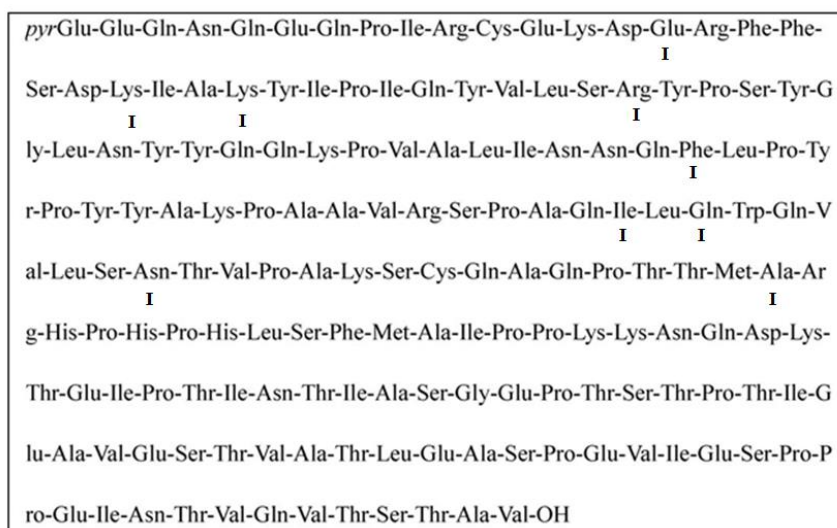 pyrGlu-Glu-Gln-Asn-Gln-Glu-Gln-Pro-Ile-Arg-Cys-Glu-Lys-Asp-Glu-Arg-Phe-Phe-
I
Ser-Asp-Lys-Ile-Ala-Lys-Tyr-Ile-Pro-Ile-Gln-Tyr-Val-Leu-Ser-Arg-Tyr-Pro-Ser-Tyr-G
I I I
ly-Leu-Asn-Tyr-Tyr-Gln-Gln-Lys-Pro-Val-Ala-Leu-Ile-Asn-Asn-Gln-Phe-Leu-Pro-Ty
I
r-Pro-Tyr-Tyr-Ala-Lys-Pro-Ala-Ala-Val-Arg-Ser-Pro-Ala-Gln-Ile-Leu-Gln-Trp-Gln-V
I I
al-Leu-Ser-Asn-Thr-Val-Pro-Ala-Lys-Ser-Cys-Gln-Ala-Gln-Pro-Thr-Thr-Met-Ala-Ar
I I
g-His-Pro-His-Pro-His-Leu-Ser-Phe-Met-Ala-Ile-Pro-Pro-Lys-Lys-Asn-Gln-Asp-Lys-
Thr-Glu-Ile-Pro-Thr-Ile-Asn-Thr-Ile-Ala-Ser-Gly-Glu-Pro-Thr-Ser-Thr-Pro-Thr-Ile-G
lu-Ala-Val-Glu-Ser-Thr-Val-Ala-Thr-Leu-Glu-Ala-Ser-Pro-Glu-Val-Ile-Glu-Ser-Pro-P
ro-Glu-Ile-Asn-Thr-Val-Gln-Val-Thr-Ser-Thr-Ala-Val-OH